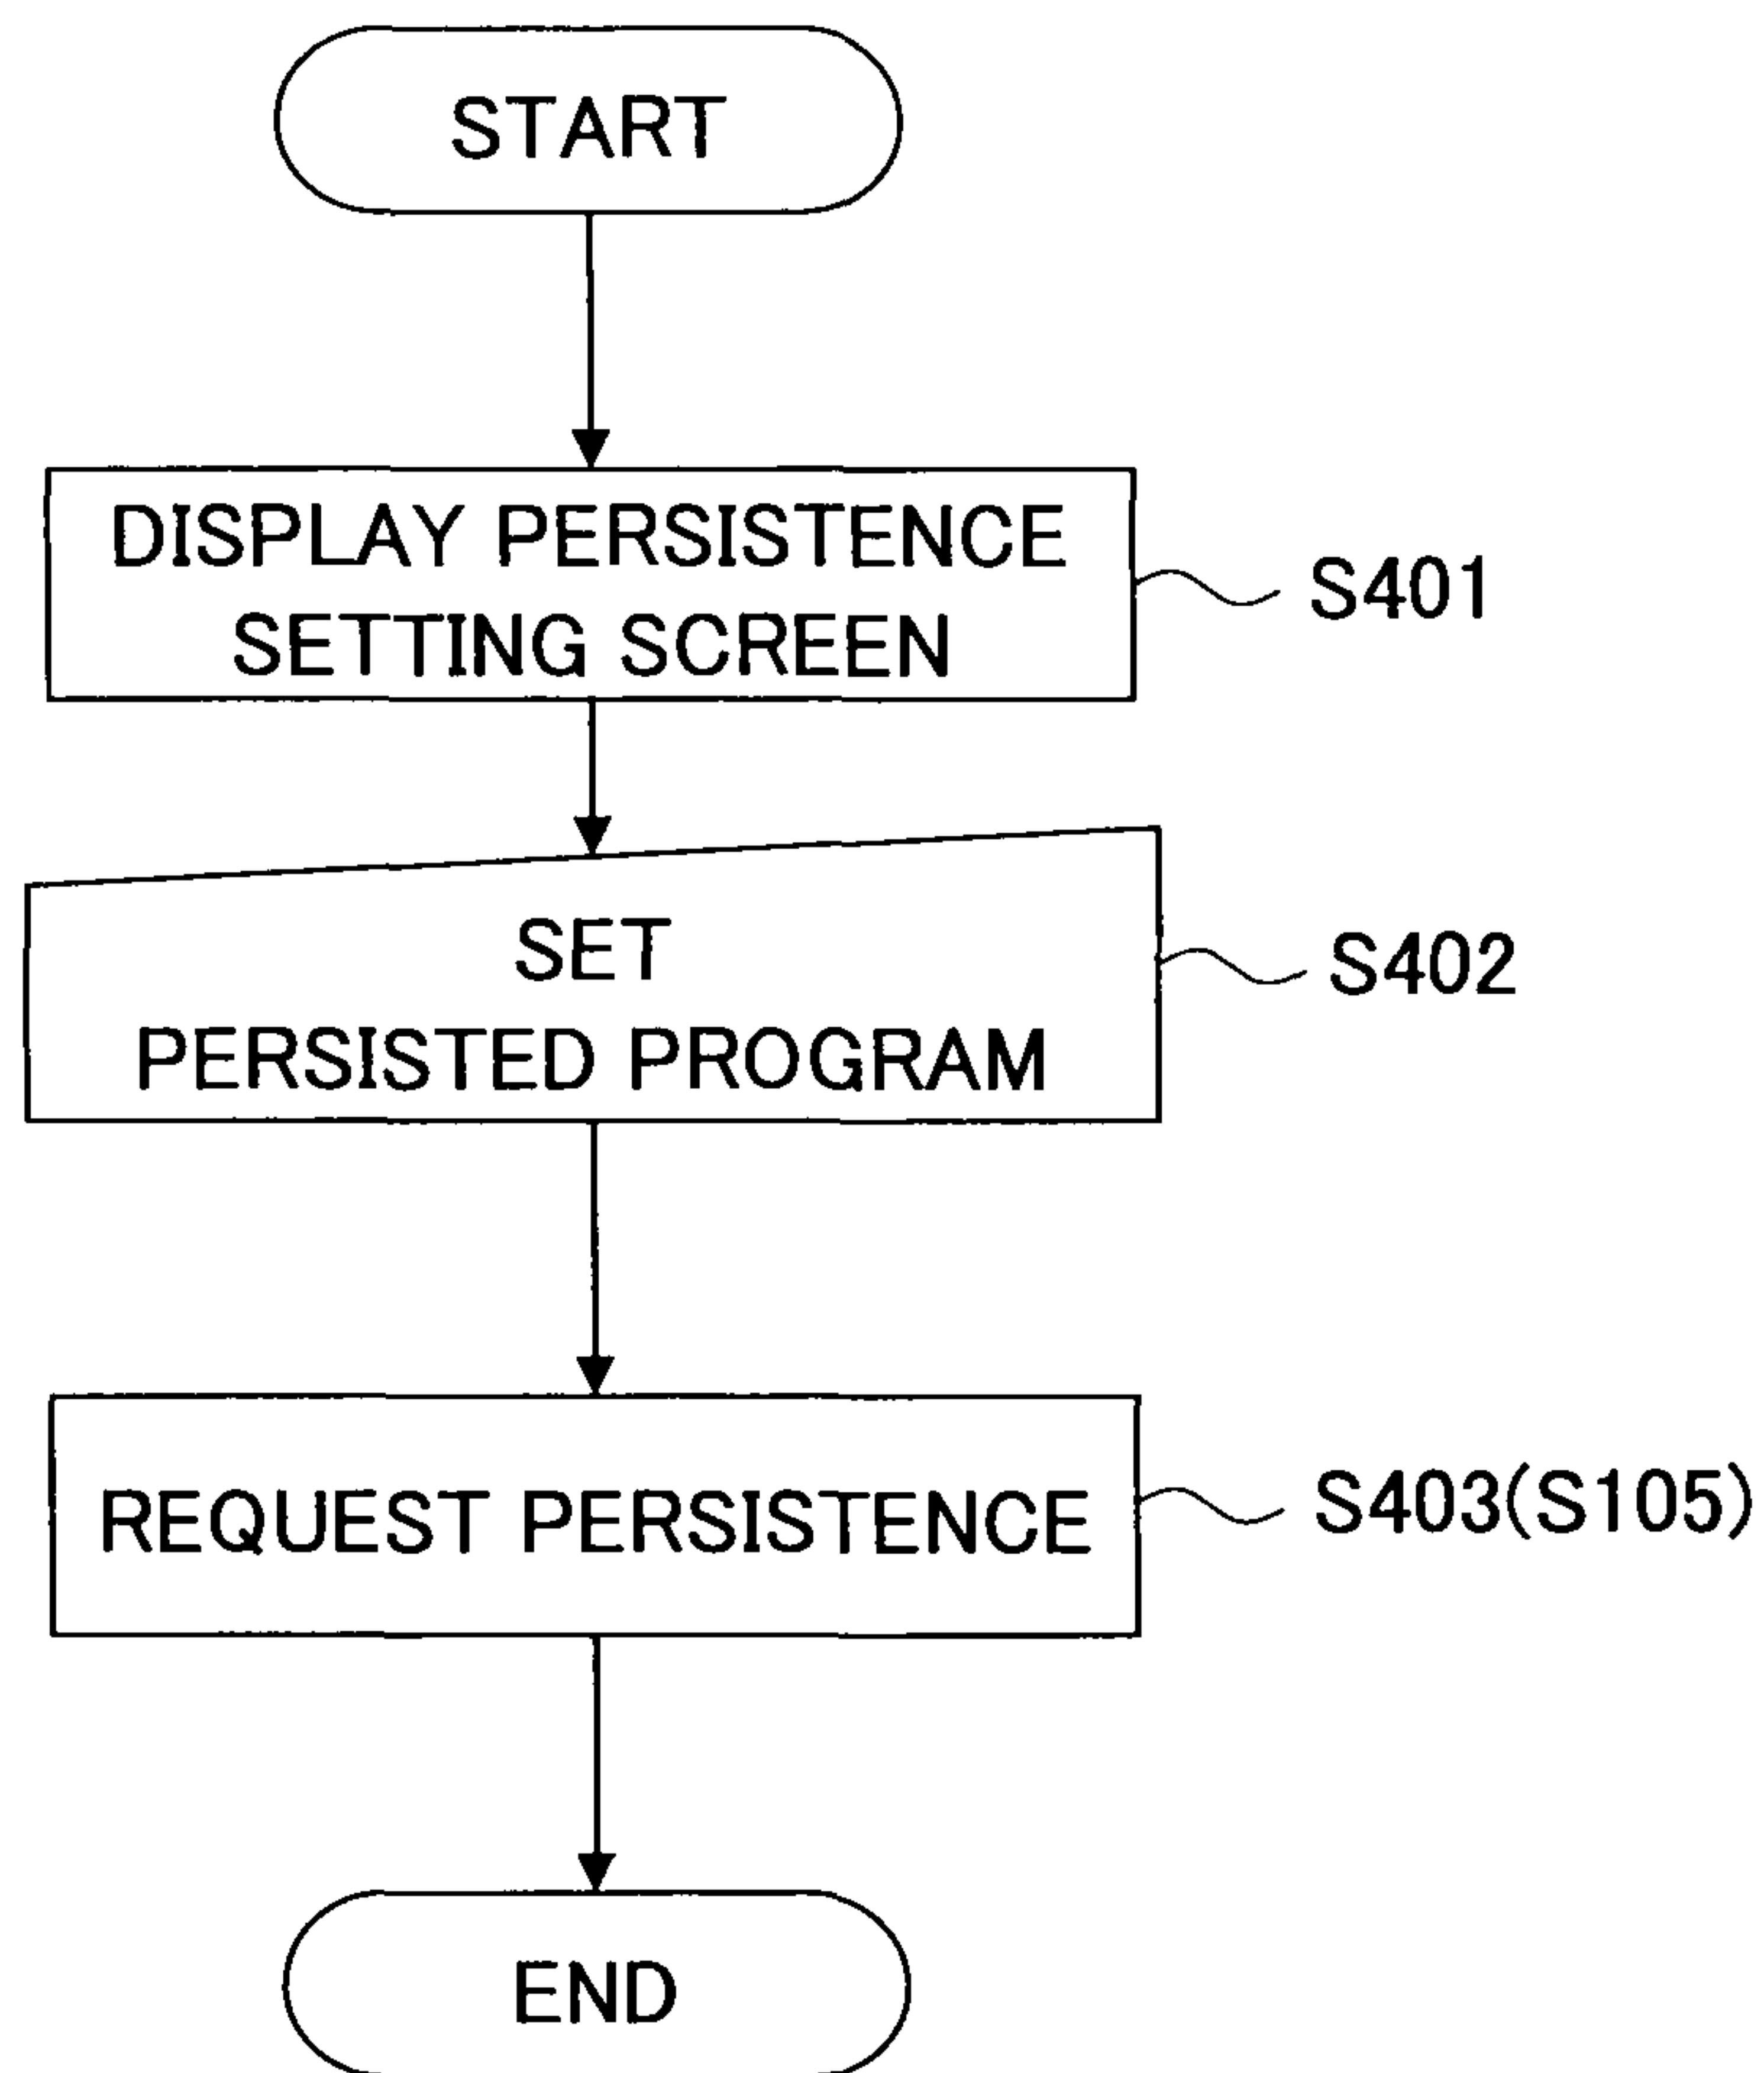 START
DISPLAY PERSISTENCE
SETTING SCREEN
S401
SET
PERSISTED PROGRAM
S402
REQUEST PERSISTENCE
S403(S105)
END